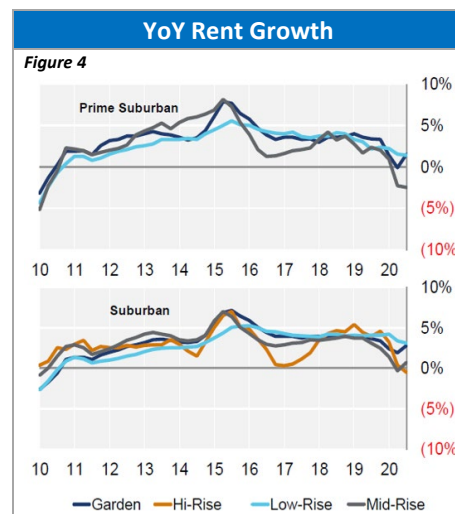 YoY Rent Growth
Figure 4
Prime Suburban
10%
5%
0%
(5%)
(10%
10 11 12 13 14 15 16 17 18 19 20
Suburban
10%
5%
0%
(5%)
(10%
10 11 12 13 14 15 16 17 18 19 20
Garden Hi-Rise Low-Rise Mid-Rise